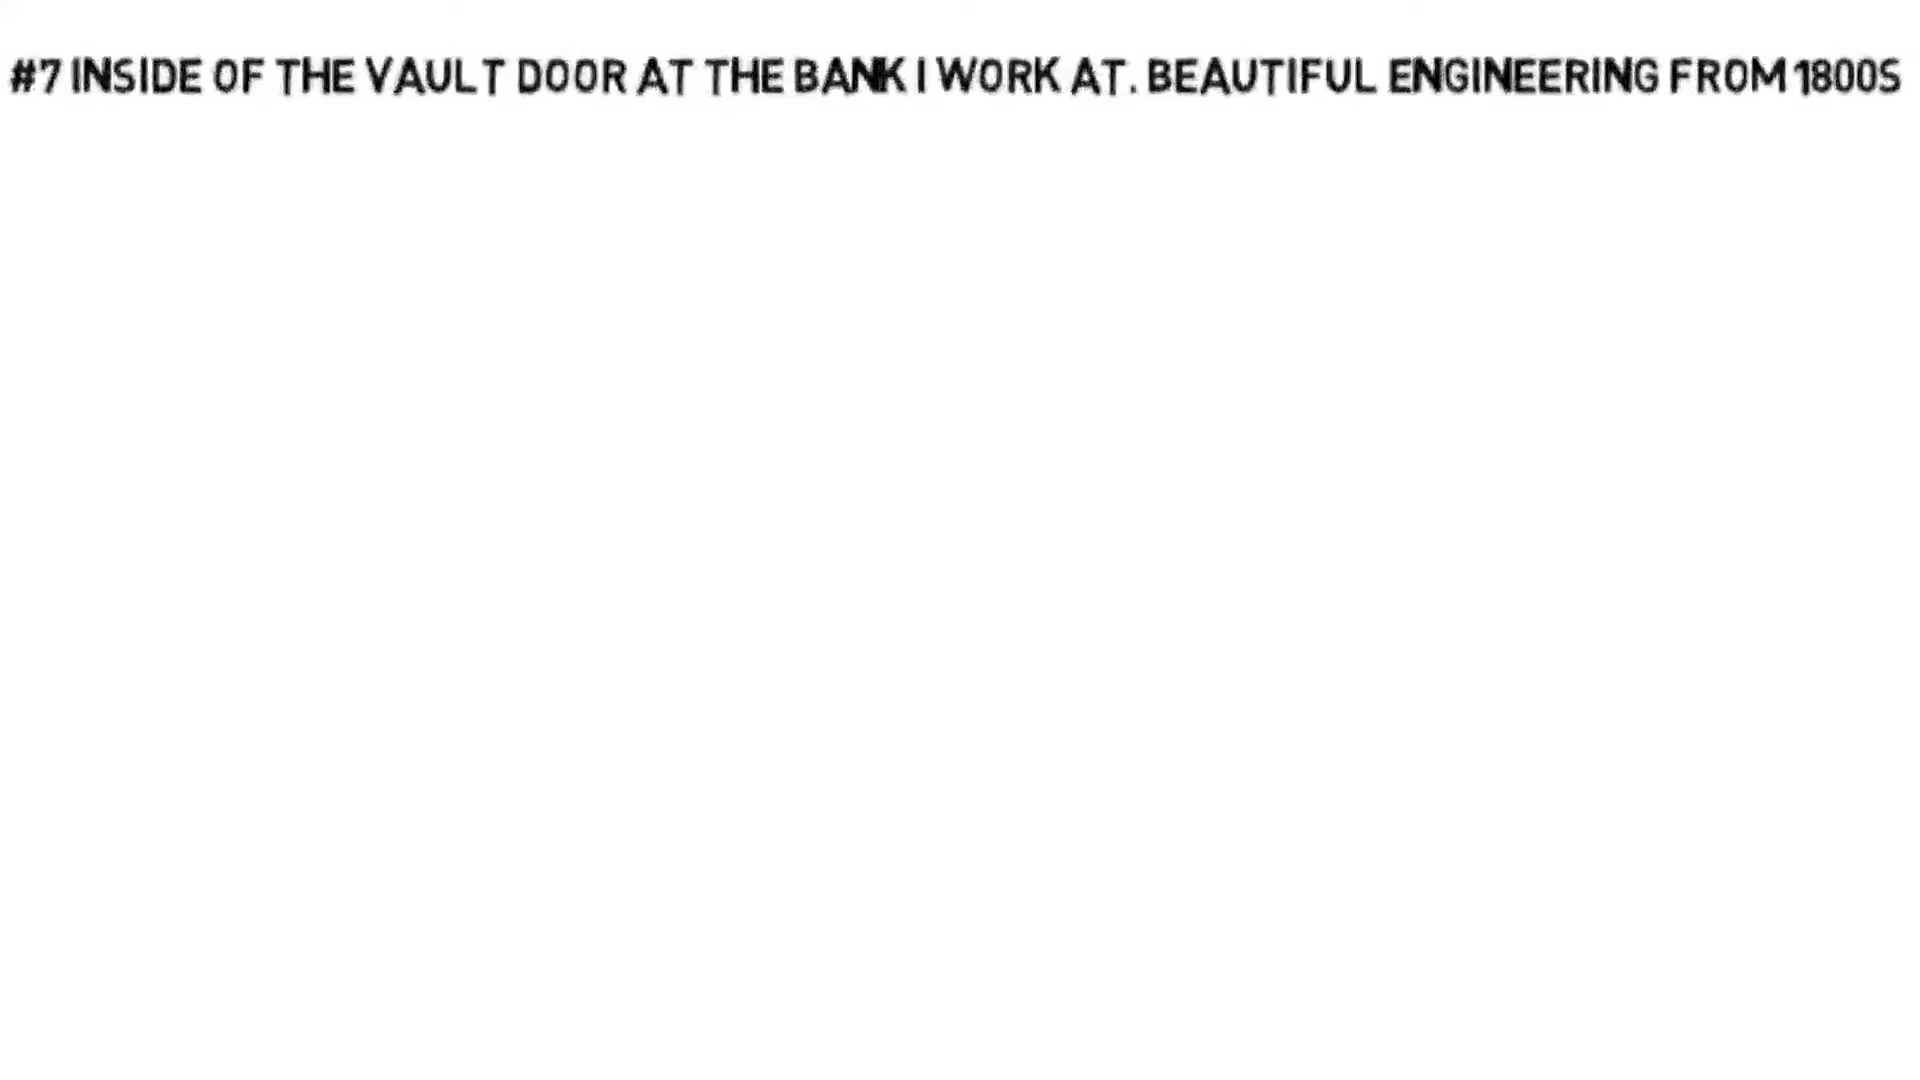 #7 INSIDE OF THE VAULT DOOR AT THE BANK I WORK AT. BEAUTIFUL ENGINEERING FROM 1800S